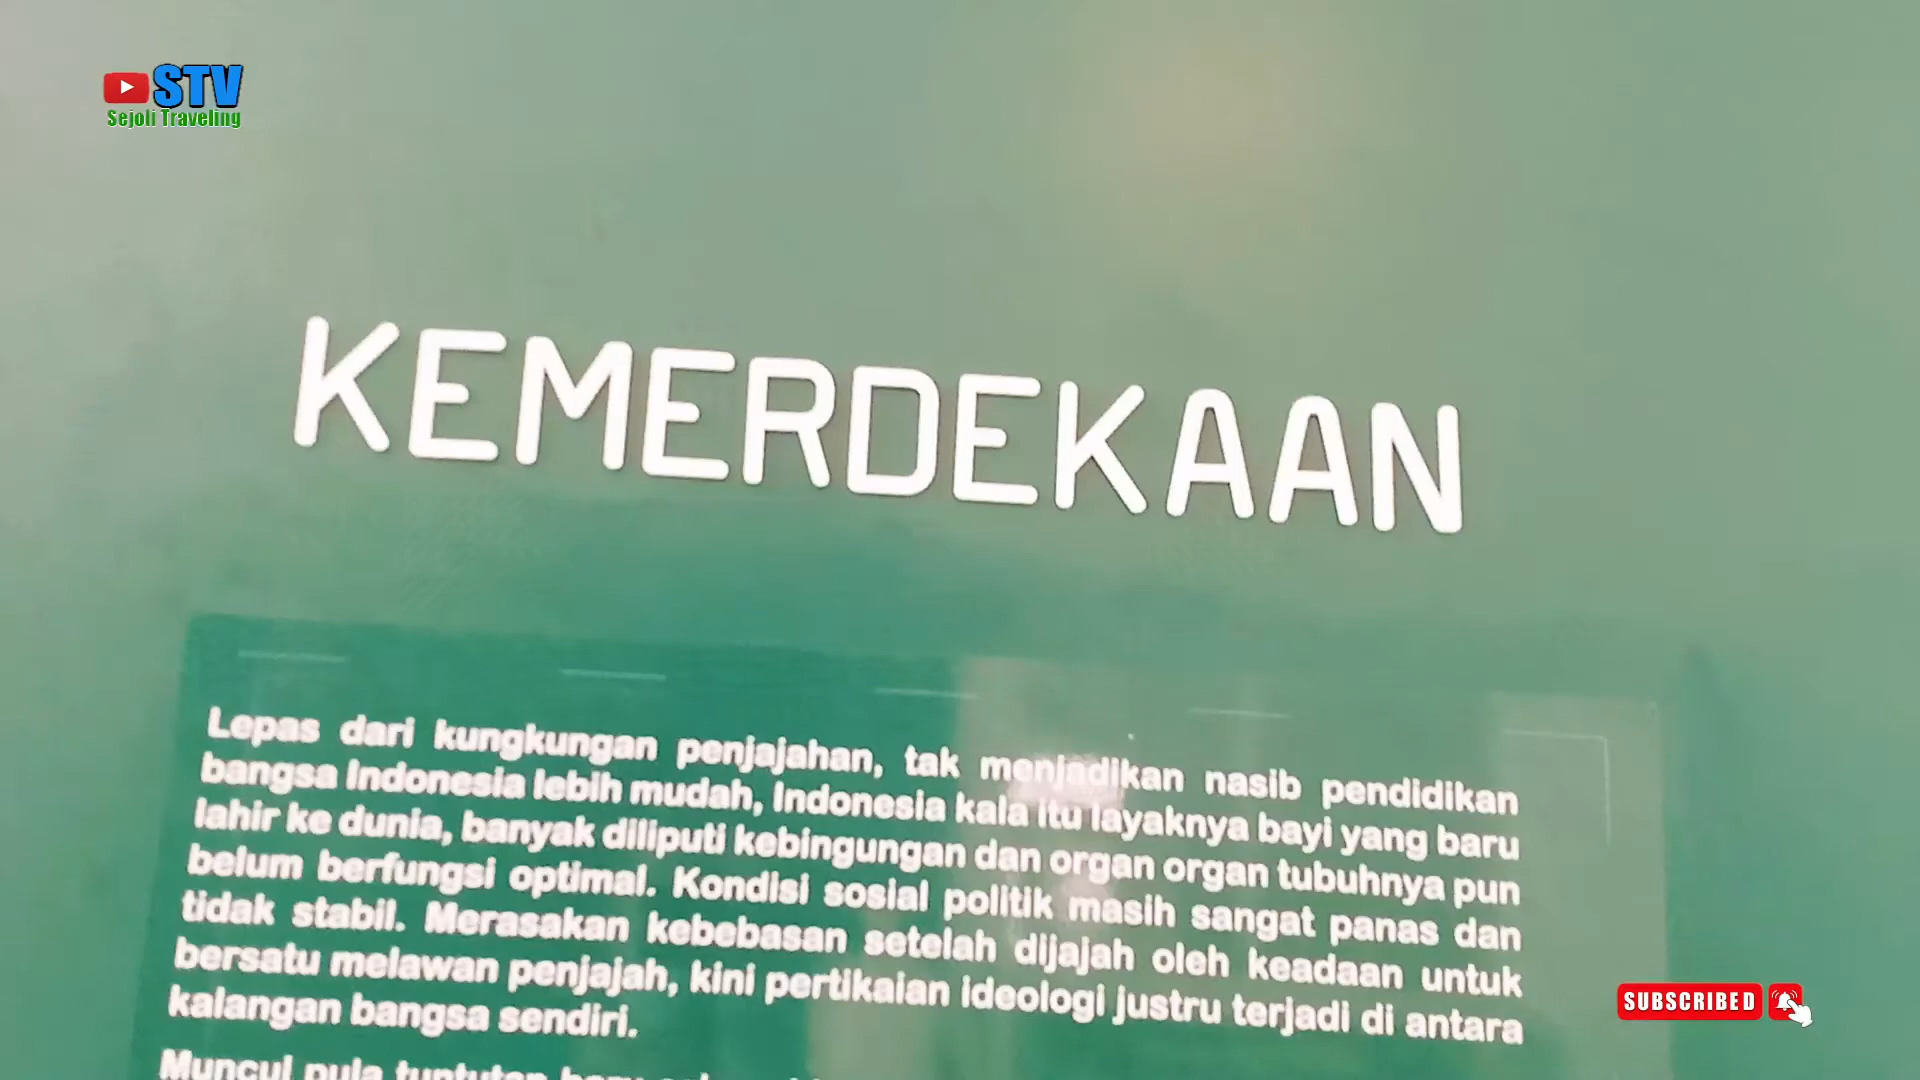 STV
Sejoli Traveling
KEMERDEKAAN
Lepas dari kungkungan penjajahan, tak menjadikan nasib pendidikan
bangsa Indonesia lebih mudah, Indonesia kala itu layaknya bayi yang baru
lahir ke dunia, banyak diliputi kebingungan dan organ organ tubuhnya pun
belum berfungsi optimal. Kondisi sosial politik masih sangat panas dan
tidak stabil. Merasakan kebebasan setelah dijajah oleh keadaan untuk
bersatu melawan penjajah, kini pertikaian ideologi justru terjadi di antara
kalangan bangsa sendiri.
Muncul pula tuntutan
SUBSCRIBED